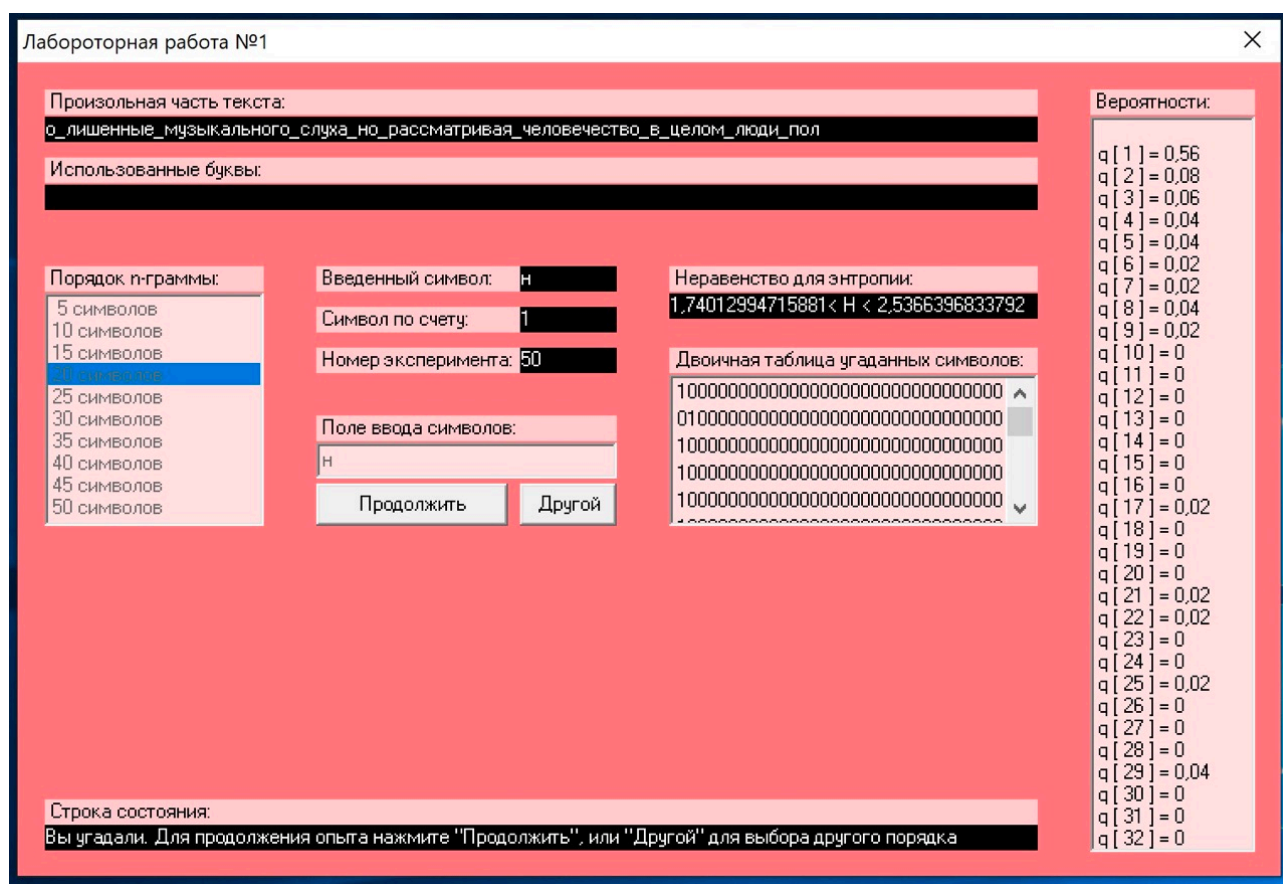 Лабороторная работа №1
Произольная часть текста:
о_лишенные_музыкального_слуха_но_рассматривая_человечество_в_целом_люди_пол
Использованные буквы:
Порядок n-граммы:
5 символов
10 символов
15 символов
20 символов
25 символов
30 символов
35 символов
40 символов
45 символов
50 символов
Введенный символ: н
Символ по счету: 1
Номер эксперимента: 50
Поле ввода символов:
н
Продолжить
Другой
Неравенство для энтропии:
1,74012994715881< H < 2,5366396833792
Двоичная таблица угаданных символов:
10000000000000000000000000000000
01000000000000000000000000000000
10000000000000000000000000000000
10000000000000000000000000000000
10000000000000000000000000000000
Вероятности:
q [ 1 ] = 0,56
q [ 2 ] = 0,08
q [ 3 ] = 0,06
q [ 4 ] = 0,04
q [ 5 ] = 0,04
q [ 6 ] = 0,02
q [ 7 ] = 0,02
q [ 8 ] = 0,04
q [ 9 ] = 0,02
q [ 10 ] = 0
q [ 11 ] = 0
q [ 12 ] = 0
q [ 13 ] = 0
q [ 14 ] = 0
q [ 15 ] = 0
q [ 16 ] = 0
q [ 17 ] = 0,02
q [ 18 ] = 0
q [ 19 ] = 0
q [ 20 ] = 0
q [ 21 ] = 0,02
q [ 22 ] = 0,02
q [ 23 ] = 0
q [ 24 ] = 0
q [ 25 ] = 0,02
q [ 26 ] = 0
q [ 27 ] = 0
q [ 28 ] = 0
q [ 29 ] = 0,04
q [ 30 ] = 0
q [ 31 ] = 0
q [ 32 ] = 0
Строка состояния:
Вы угадали. Для продолжения опыта нажмите "Продолжить", или "Другой" для выбора другого порядка